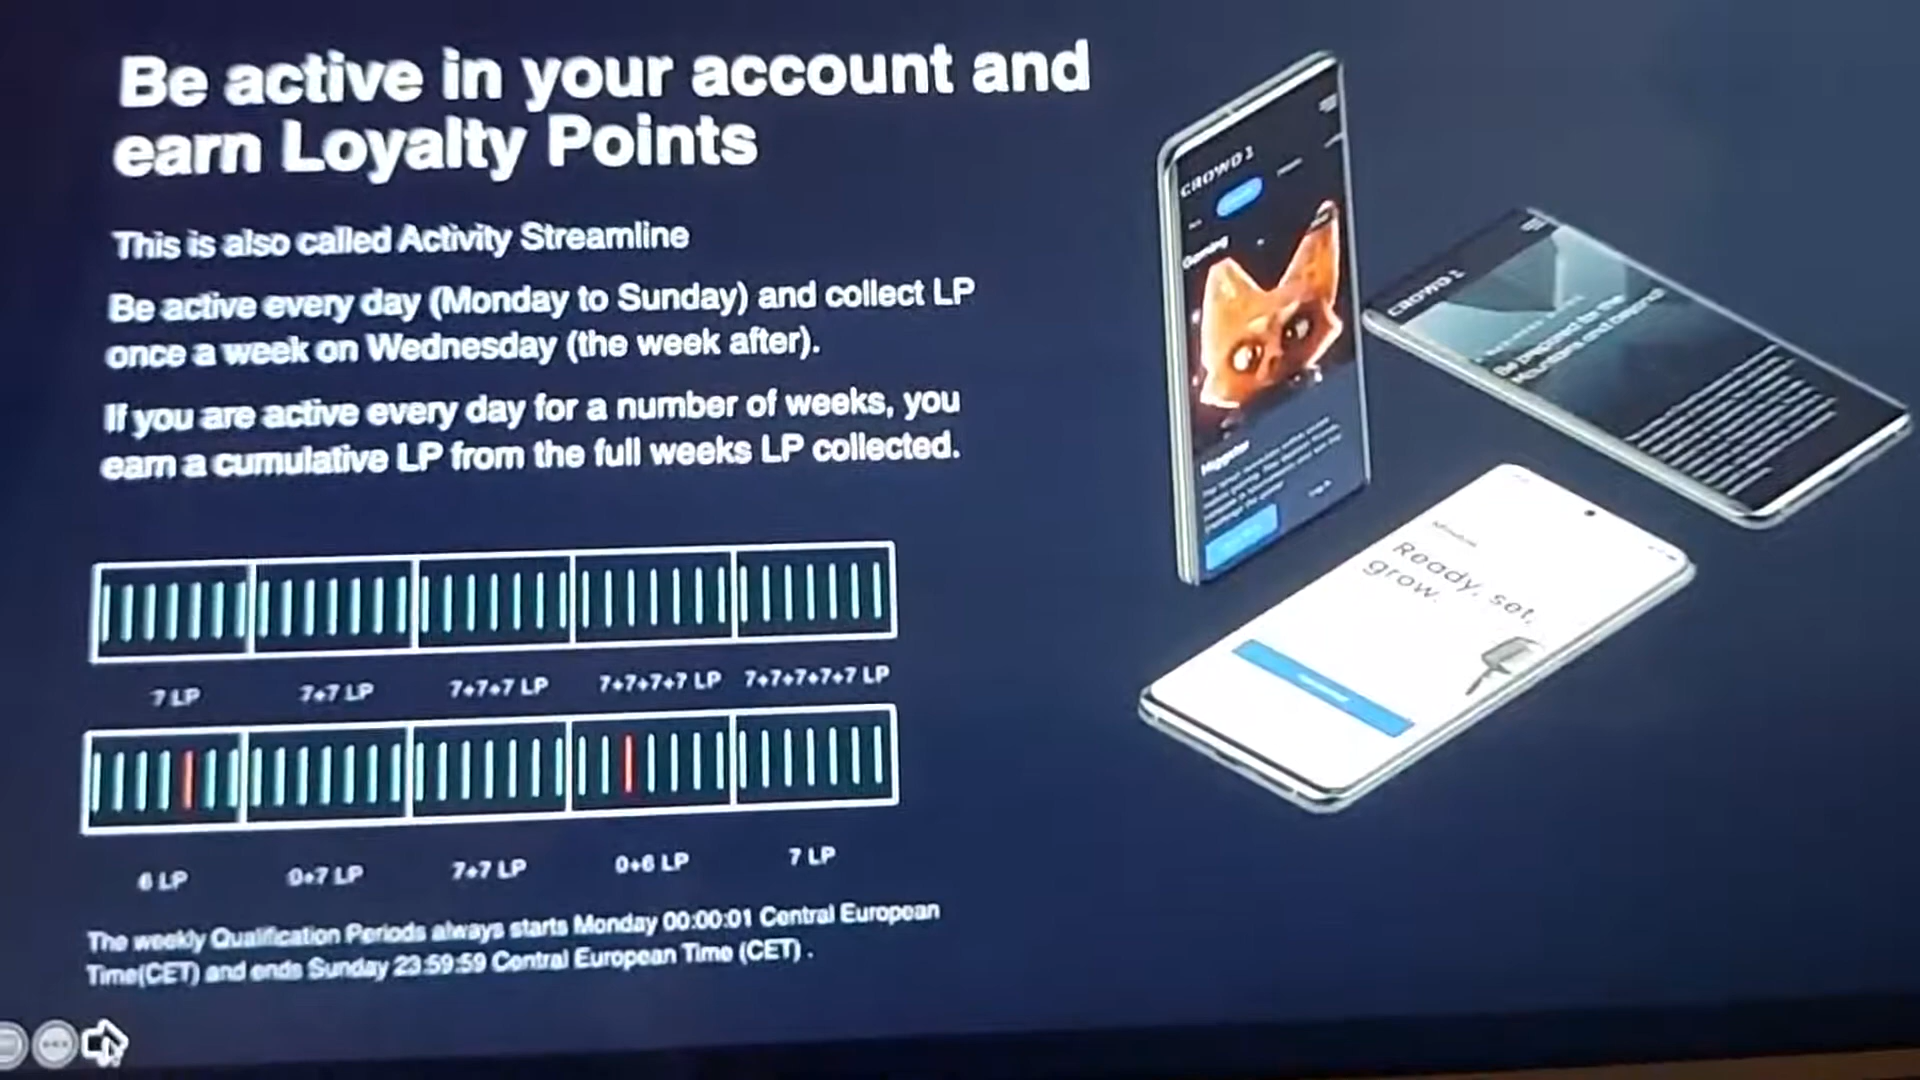 Be active in your account and
earn Loyalty Points
This is also called Activity Streamline
Be active every day (Monday to Sunday) and collect LP
once a week on Wednesday (the week after).
If you are active every day for a number of weeks, you
earn a cumulative LP from the full weeks LP collected.
7 LP 7+7 LP 7+7+7 LP 7+7+7+7 LP 7+7+7+7+7 LP
6 LP 0+7 LP 7+7 LP 0+6 LP 7 LP
The weekly Qualification Periods always starts Monday 00:00:01 Central European
Time(CET) and ends Sunday 23:59:59 Central European Time (CET) .
CROWD 1
Gaming
Miggster
CROWD 1
Be prepared for the
Ready, set,
grow.